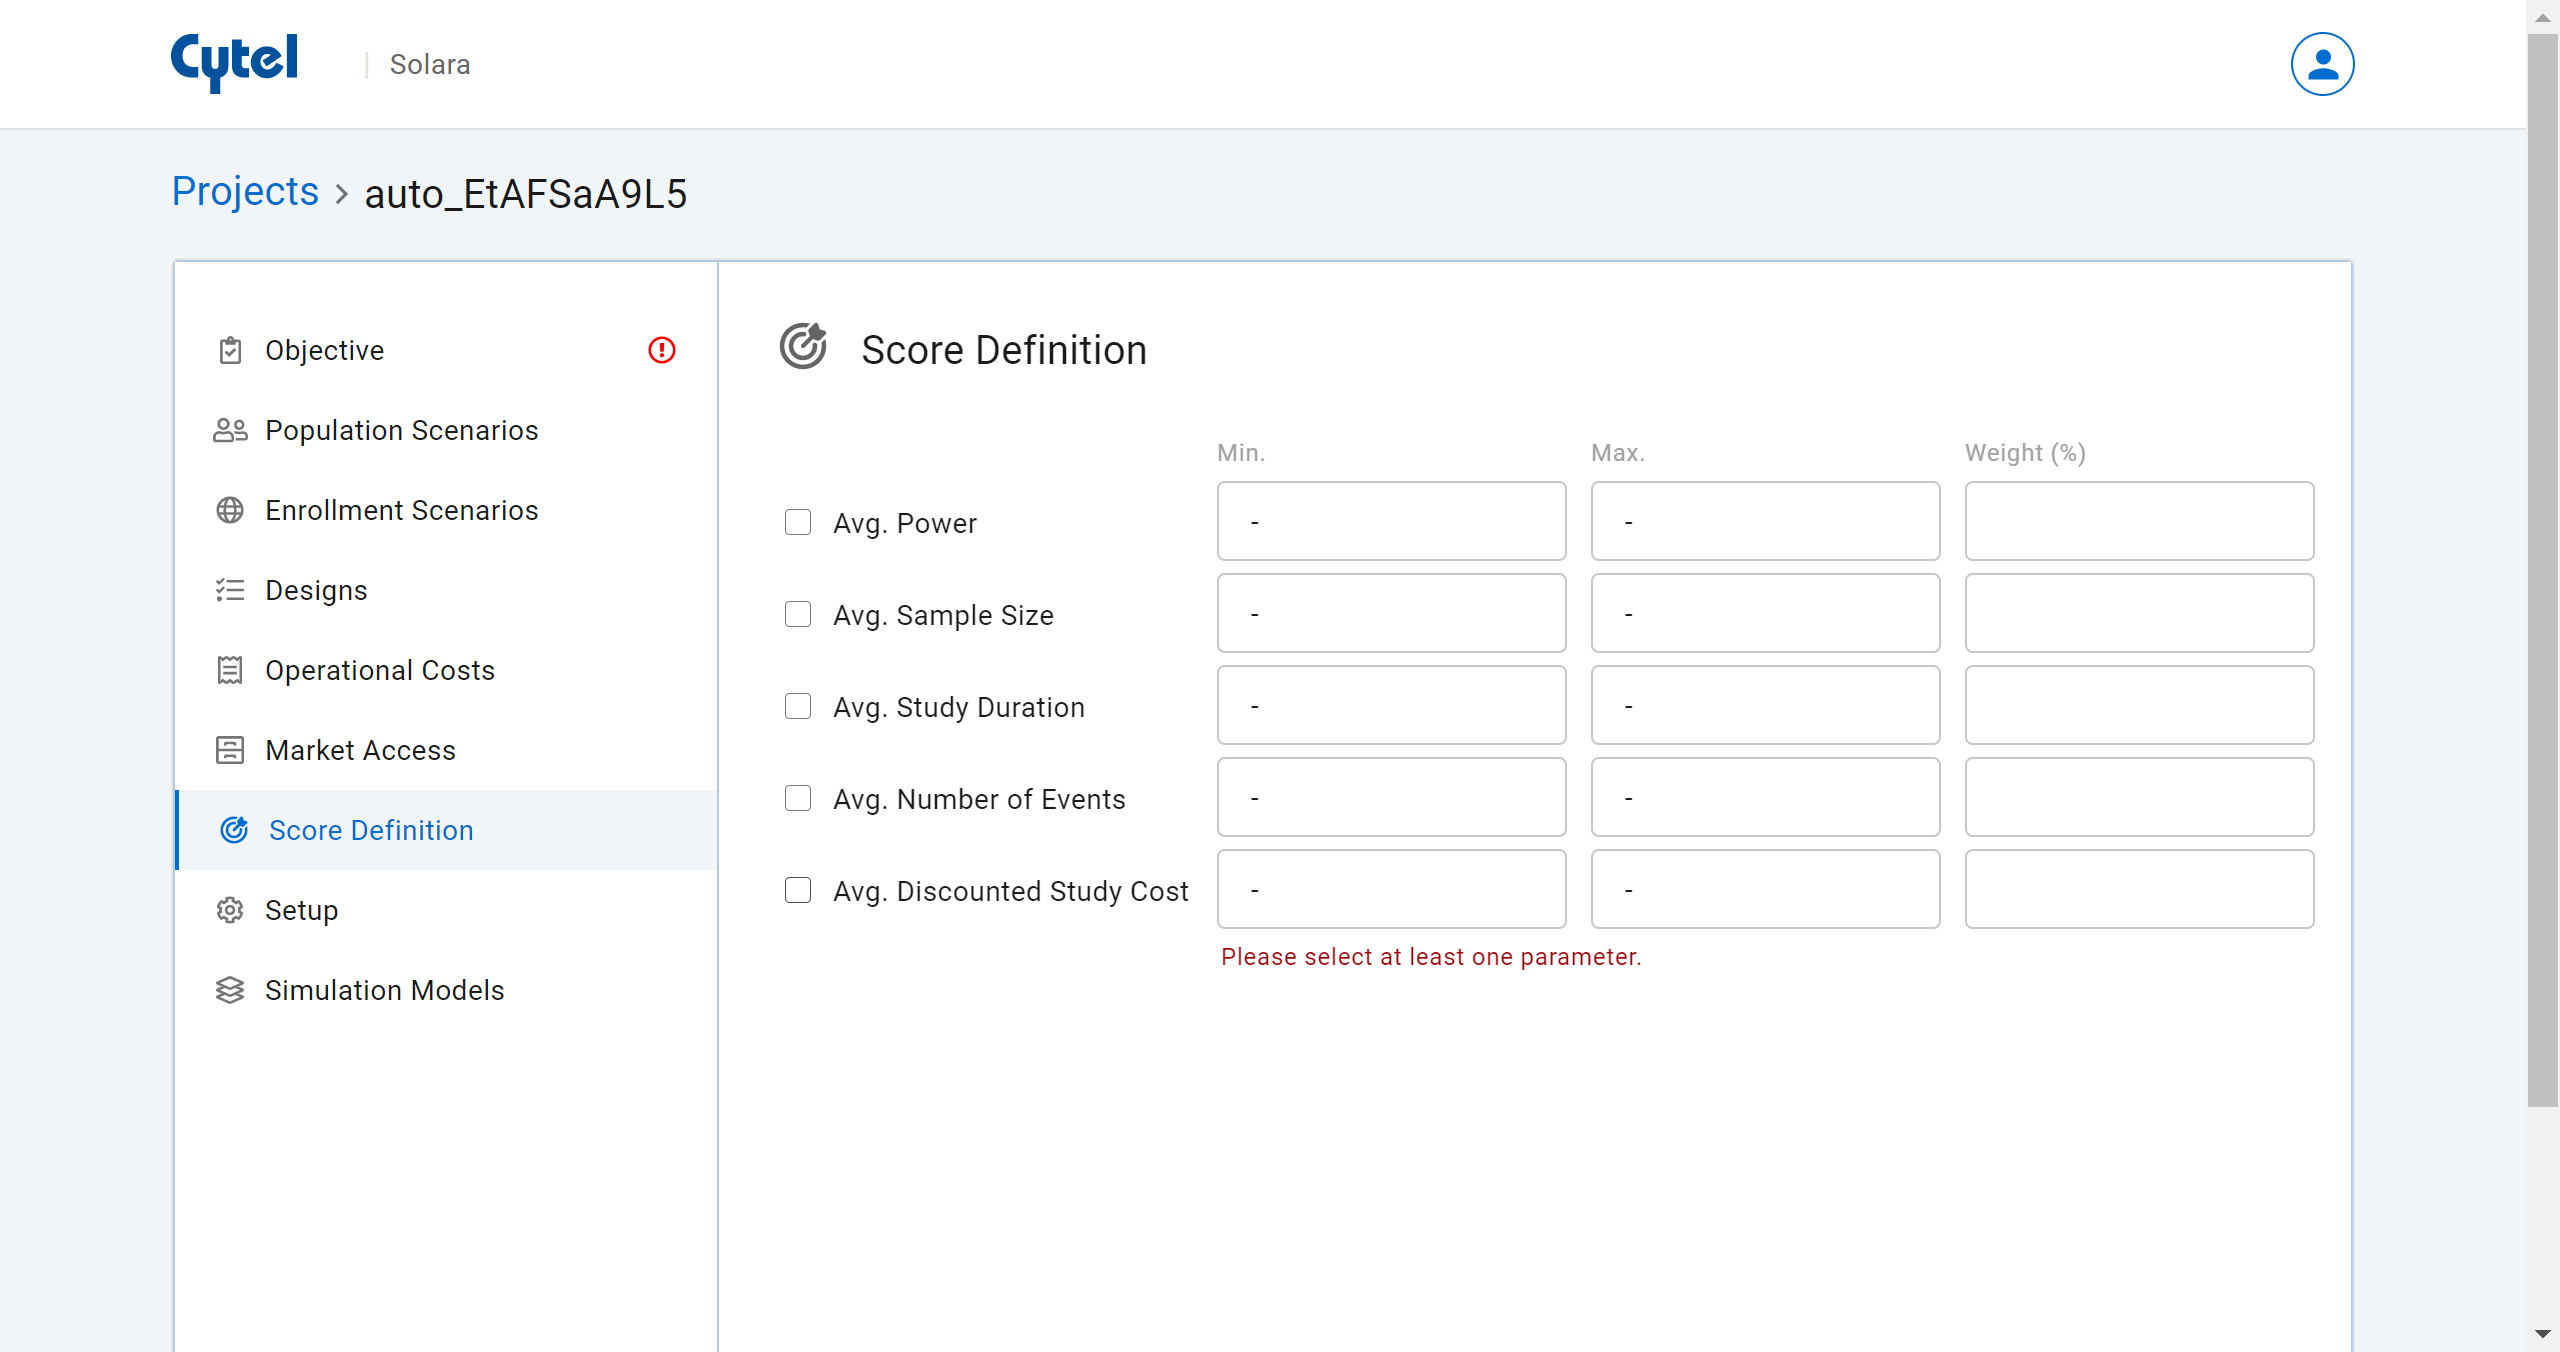 Cytel | Solara
Projects > auto_EtAFSaA9L5
Objective
Population Scenarios
Enrollment Scenarios
Designs
Operational Costs
Market Access
Score Definition
Setup
Simulation Models
Score Definition
Min. Max. Weight (%)
Avg. Power - -
Avg. Sample Size - -
Avg. Study Duration - -
Avg. Number of Events - -
Avg. Discounted Study Cost - -
Please select at least one parameter.